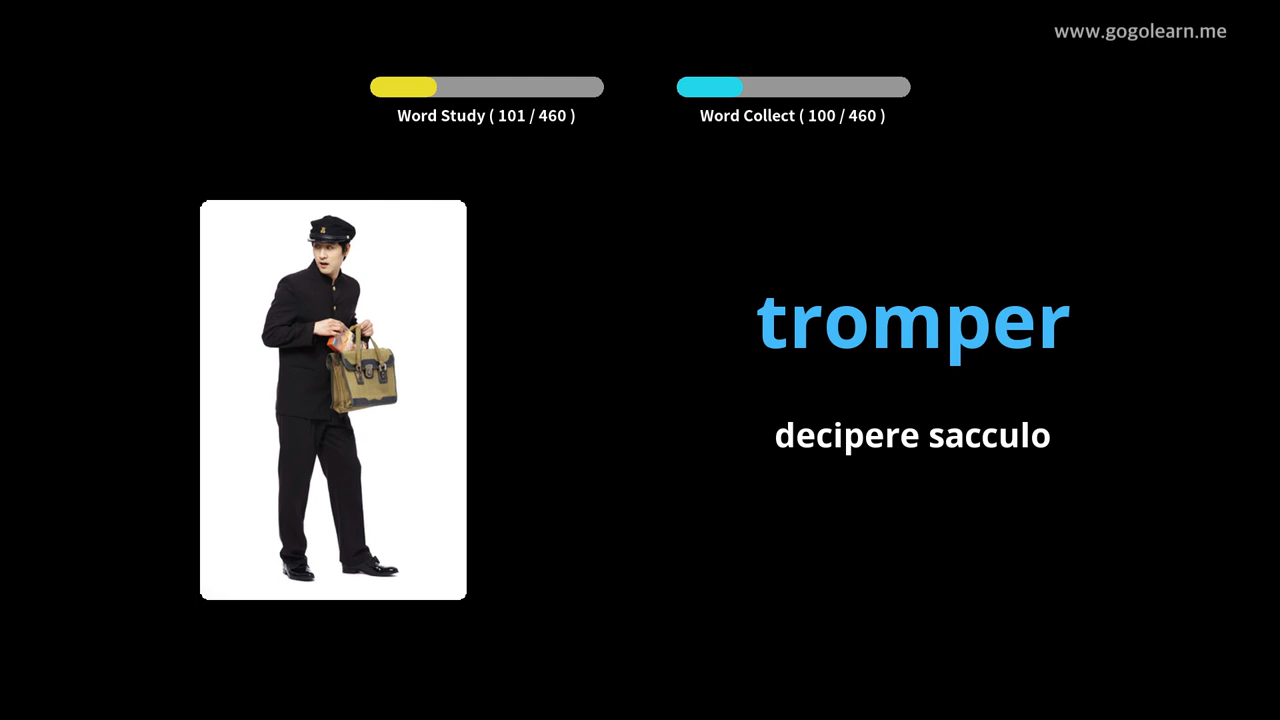 www.gogolearn.me
Word Study ( 101 / 460 )
Word Collect ( 100 / 460 )
tromper
decipere sacculo